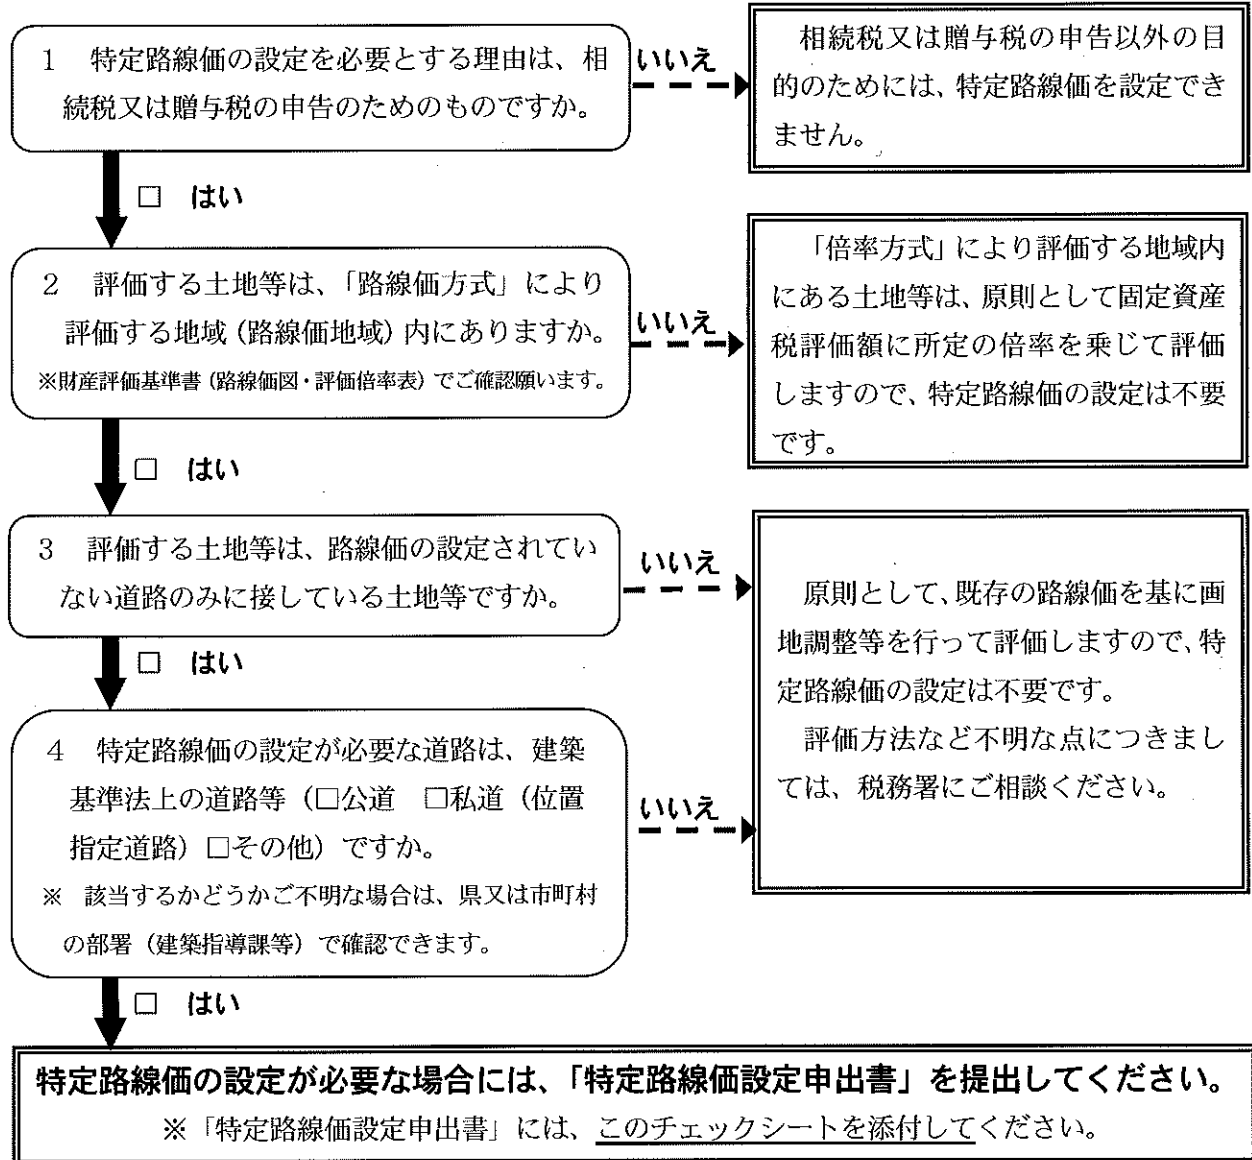 1　特定路線価の設定を必要とする理由は、相
続税又は贈与税の申告のためのものですか。
いいえ
相続税又は贈与税の申告以外の目
的のためには、特定路線価を設定でき
ません。
□　はい
2　評価する土地等は、「路線価方式」により
評価する地域（路線価地域）内にありますか。
※財産評価基準書（路線価図・評価倍率表）でご確認願います。
いいえ
「倍率方式」により評価する地域内
にある土地等は、原則として固定資産
税評価額に所定の倍率を乗じて評価
しますので、特定路線価の設定は不要
です。
□　はい
3　評価する土地等は、路線価の設定されてい
ない道路のみに接している土地等ですか。
いいえ
原則として、既存の路線価を基に画
地調整等を行って評価しますので、特
定路線価の設定は不要です。
評価方法など不明な点につきまし
ては、税務署にご相談ください。
□　はい
4　特定路線価の設定が必要な道路は、建築
基準法上の道路等（□公道　□私道（位置
指定道路）□その他）ですか。
※　該当するかどうかご不明な場合は、県又は市町村
の部署（建築指導課等）で確認できます。
いいえ
□　はい
特定路線価の設定が必要な場合には、「特定路線価設定申出書」を提出してください。
※「特定路線価設定申出書」には、このチェックシートを添付してください。